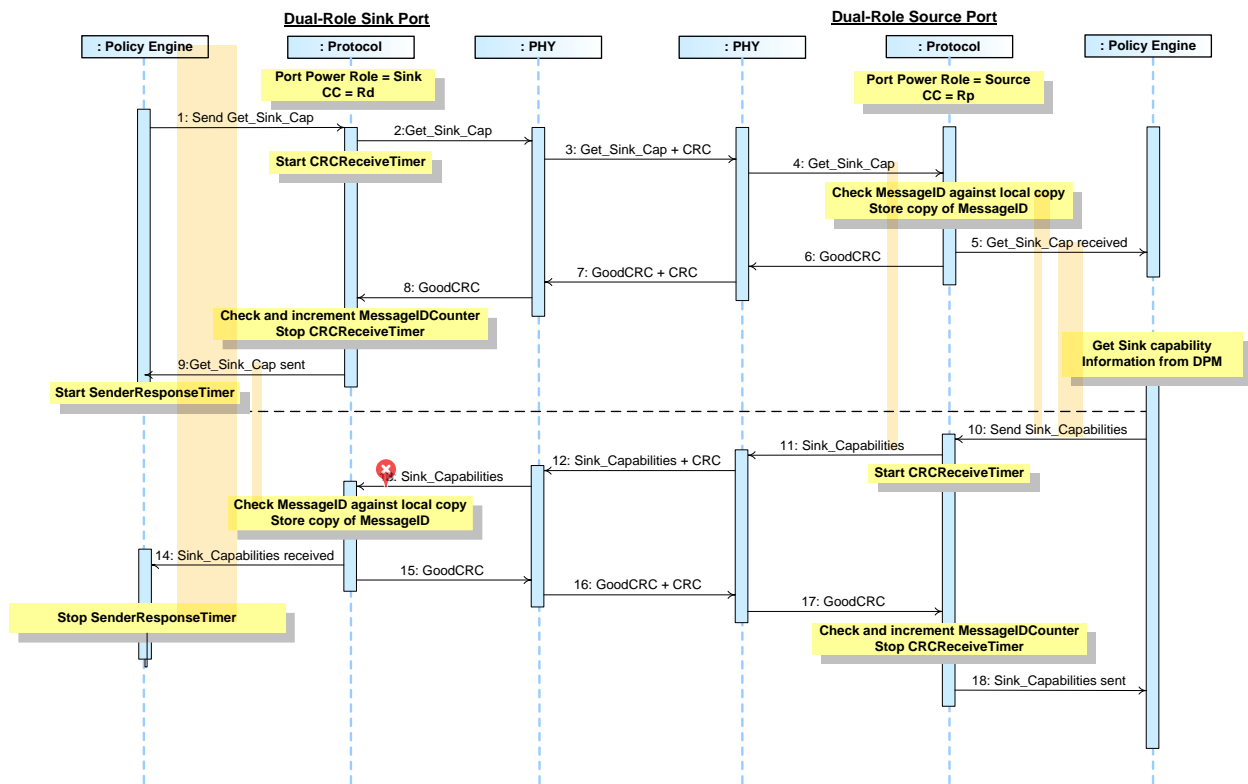 Dual-Role Sink Port
Dual-Role Source Port
: Policy Engine
: Protocol
: PHY
: PHY
: Protocol
: Policy Engine
Port Power Role = Sink
CC = Rd
Port Power Role = Source
CC = Rp
1: Send Get_Sink_Cap
2:Get_Sink_Cap
Start CRCReceiveTimer
3: Get_Sink_Cap + CRC
4: Get_Sink_Cap
Check MessageID against local copy
Store copy of MessageID
5: Get_Sink_Cap received
6: GoodCRC
7: GoodCRC + CRC
8: GoodCRC
Check and increment MessageIDCounter
Stop CRCReceiveTimer
9:Get_Sink_Cap sent
Start SenderResponseTimer
Get Sink capability
Information from DPM
10: Send Sink_Capabilities
11: Sink_Capabilities
Start CRCReceiveTimer
12: Sink_Capabilities + CRC
Sink_Capabilities
Check MessageID against local copy
Store copy of MessageID
14: Sink_Capabilities received
15: GoodCRC
16: GoodCRC + CRC
17: GoodCRC
Stop SenderResponseTimer
Check and increment MessageIDCounter
Stop CRCReceiveTimer
18: Sink_Capabilities sent